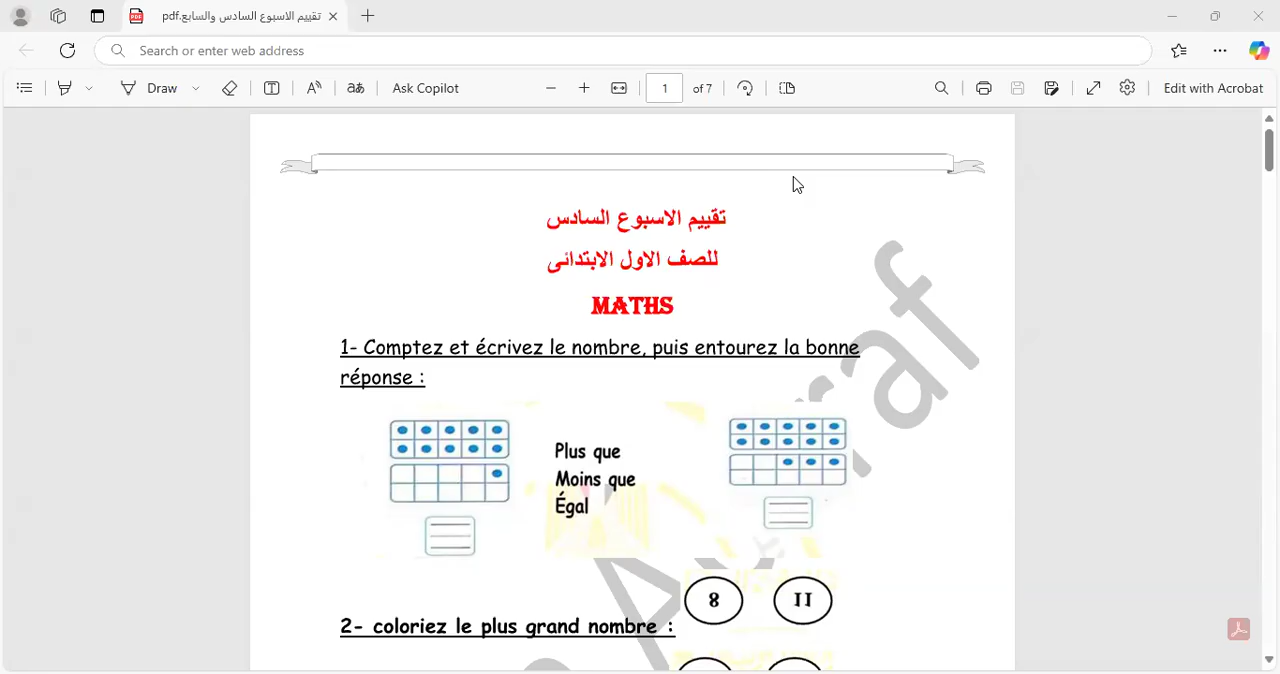 تقييم الاسبوع السادس والسابع.pdf
Search or enter web address
Draw
Ask Copilot
1 of 7
Edit with Acrobat
تقييم الاسبوع السادس
للصف الاول الابتدائى
MATHS
1- Comptez et écrivez le nombre, puis entourez la bonne
réponse :
Plus que
Moins que
Égal
8 11
2- coloriez le plus grand nombre :